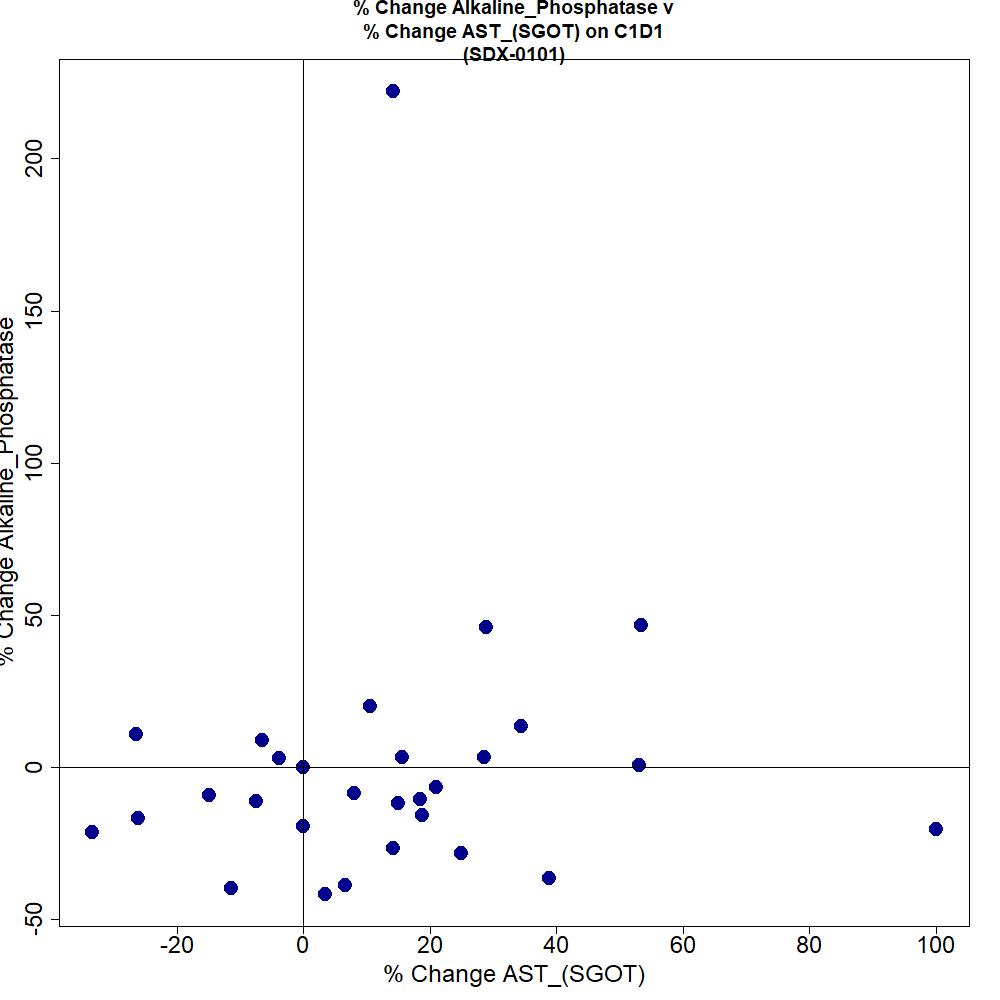 % Change Alkaline_Phosphatase v
% Change AST_(SGOT) on C1D1
(SDX-0101)
% Change Alkaline_Phosphatase
200
150
100
50
0
-50
-20 0 20 40 60 80 100
% Change AST_(SGOT)